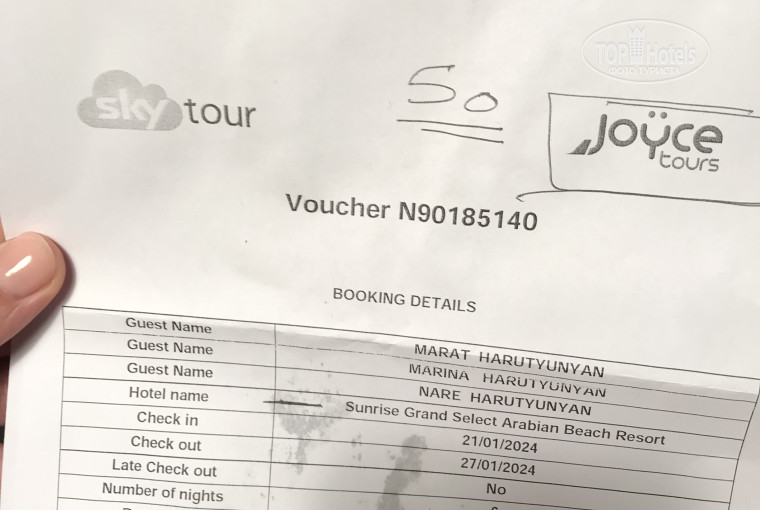 TOP Hotels
ФОТО ТУРИСТА
sky tour
50
Joÿce
tours
Voucher N90185140
BOOKING DETAILS
Guest Name MARAT HARUTYUNYAN
Guest Name MARINA HARUTYUNYAN
Guest Name NARE HARUTYUNYAN
Hotel name Sunrise Grand Select Arabian Beach Resort
Check in 21/01/2024
Check out 27/01/2024
Late Check out No
Number of nights